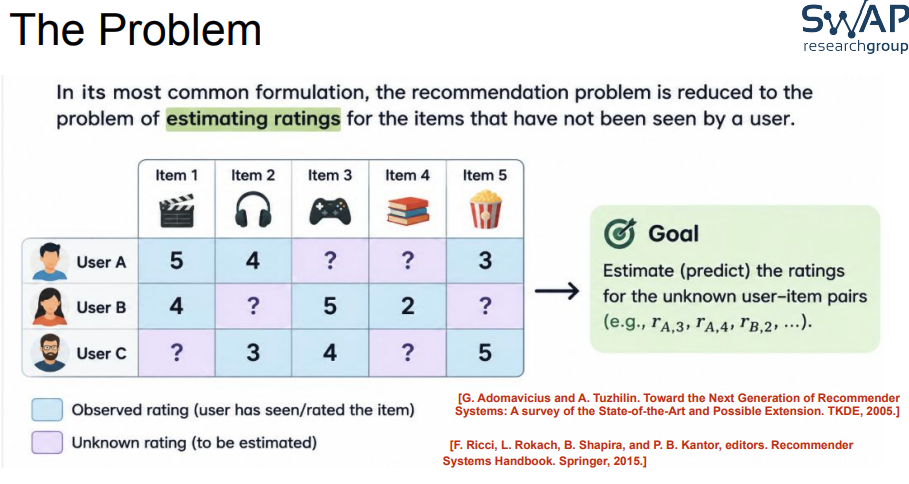 The Problem
SWAP
researchgroup
In its most common formulation, the recommendation problem is reduced to the
problem of estimating ratings for the items that have not been seen by a user.
Item 1 Item 2 Item 3 Item 4 Item 5
User A 5 4 ? ? 3
User B 4 ? 5 2 ?
User C ? 3 4 ? 5
Goal
Estimate (predict) the ratings
for the unknown user–item pairs
(e.g., r_A,3, r_A,4, r_B,2, ...).
Observed rating (user has seen/rated the item)
Unknown rating (to be estimated)
[G. Adomavicius and A. Tuzhilin. Toward the Next Generation of Recommender
Systems: A survey of the State-of-the-Art and Possible Extension. TKDE, 2005.]
[F. Ricci, L. Rokach, B. Shapira, and P. B. Kantor, editors. Recommender
Systems Handbook. Springer, 2015.]